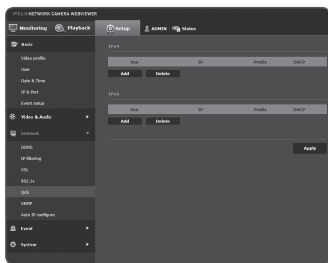 iPOLiS NETWORK CAMERA WEBVIEWER
Monitoring Playback Setup ADMIN Status
Basic
Video profile
User
Date & Time
IP & Port
Event setup
Video & Audio
Network
DDNS
IP filtering
SSL
802.1x
QoS
SNMP
Auto IP configure
Event
System
IPv4
Use IP Prefix DSCP
Add Delete
IPv6
Use IP Prefix DSCP
Add Delete
Apply